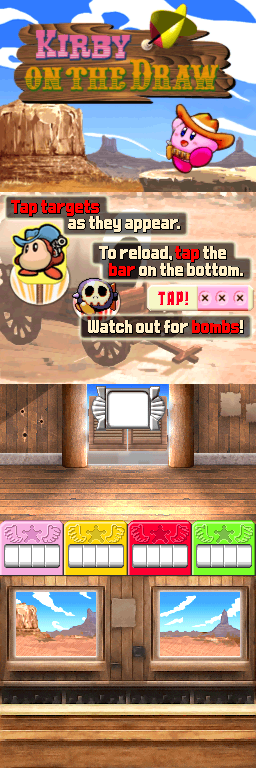 KIRBY
ON THE DRAW
Tap targets
as they appear.
To reload, tap the
bar on the bottom.
TAP!
Watch out for bombs!